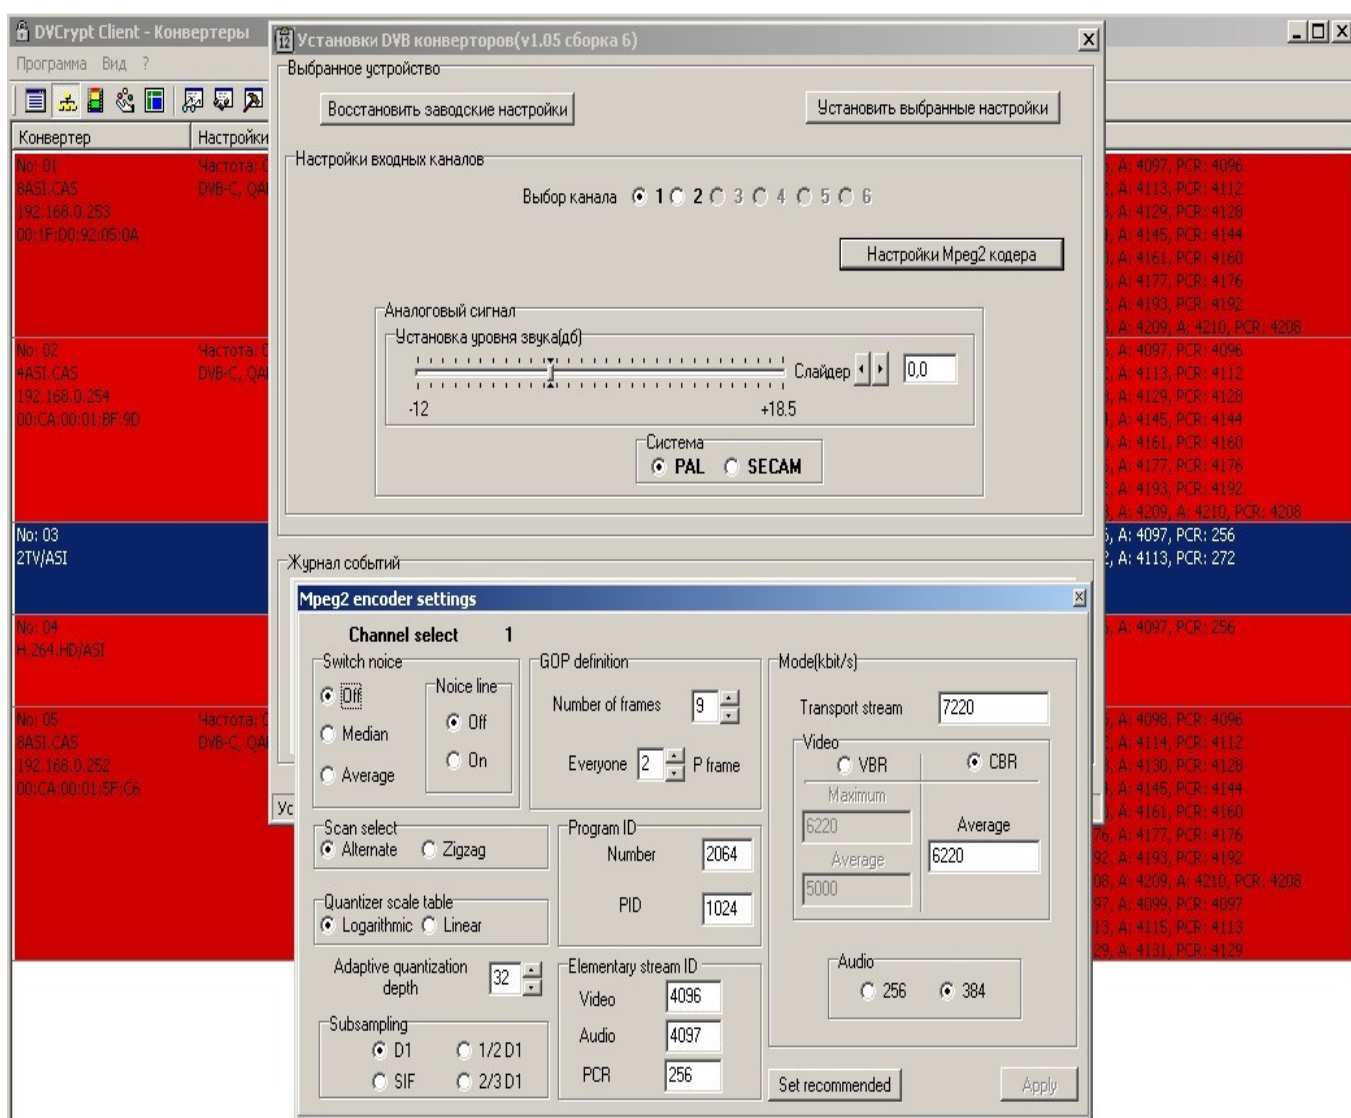 DVCrypt Client - Конвертеры
Установки DVB конверторов(v1.05 сборка 6)
Программа Вид ?
Выбранное устройство
Восстановить заводские настройки
Установить выбранные настройки
Конвертер
Настройки
Настройки входных каналов
Выбор канала 1 2 3 4 5 6
Настройки Mpeg2 кодера
Аналоговый сигнал
Установка уровня звука(дб)
Слайдер 0,0
-12 +18.5
Система
PAL SECAM
Журнал событий
No: 01 Частота:
8ASI.CAS DVB-C,
192.168.0.253
00:1F:D0:92:05:0A
A: 4097, PCR: 4096
A: 4113, PCR: 4112
A: 4129, PCR: 4128
A: 4145, PCR: 4144
A: 4161, PCR: 4160
A: 4177, PCR: 4176
A: 4193, PCR: 4192
A: 4209, A: 4210, PCR: 4208
No: 02 Частота:
4ASI.CAS DVB-C,
192.168.0.254
00:CA:00:01:BF:9D
A: 4097, PCR: 4096
A: 4113, PCR: 4112
A: 4129, PCR: 4128
A: 4145, PCR: 4144
A: 4161, PCR: 4160
A: 4177, PCR: 4176
A: 4193, PCR: 4192
A: 4209, A: 4210, PCR: 4208
No: 03
2TV/ASI
A: 4097, PCR: 256
A: 4113, PCR: 272
No: 04
H.264.HD/ASI
A: 4097, PCR: 256
No: 05 Частота:
8ASI.CAS DVB-C,
192.168.0.252
00:CA:00:01:5F:C6
A: 4098, PCR: 4096
A: 4114, PCR: 4112
A: 4130, PCR: 4128
A: 4145, PCR: 4144
A: 4161, PCR: 4160
A: 4177, PCR: 4176
A: 4193, PCR: 4192
A: 4209, A: 4210, PCR: 4208
A: 4099, PCR: 4097
A: 4115, PCR: 4113
A: 4131, PCR: 4129
Mpeg2 encoder settings
Channel select 1
Switch noice
Off
Median
Average
Noice line
Off
On
GOP definition
Number of frames 9
Everyone 2 P frame
Mode(kbit/s)
Transport stream 7220
Video
VBR CBR
Maximum
6220
Average
5000
Average
6220
Scan select
Alternate Zigzag
Program ID
Number 2064
PID 1024
Quantizer scale table
Logarithmic Linear
Adaptive quantization
depth 32
Elementary stream ID
Video 4096
Audio 4097
PCR 256
Audio
256 384
Subsampling
D1 1/2 D1
SIF 2/3 D1
Set recommended
Apply